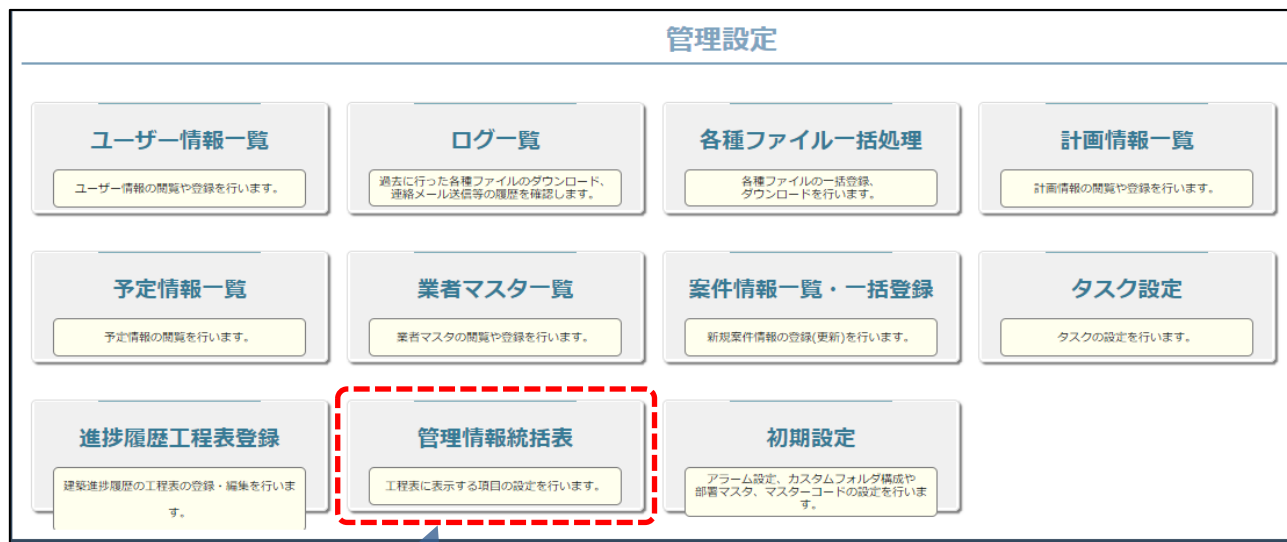 管理設定
ユーザー情報一覧
ユーザー情報の閲覧や登録を行います。
ログ一覧
過去に行った各種ファイルのダウンロード、
連絡メール送信等の履歴を確認します。
各種ファイル一括処理
各種ファイルの一括登録、
ダウンロードを行います。
計画情報一覧
計画情報の閲覧や登録を行います。
予定情報一覧
予定情報の閲覧を行います。
業者マスター覧
業者マスタの閲覧や登録を行います。
案件情報一覧・一括登録
新規案件情報の登録(更新)を行います。
タスク設定
タスクの設定を行います。
進捗履歴工程表登録
建築進捗履歴の工程表の登録・編集を行いま
す。
管理情報統括表
工程表に表示する項目の設定を行います。
初期設定
アラーム設定、カスタムフォルダ構成や
部署マスタ、マスターコードの設定を行いま
す。